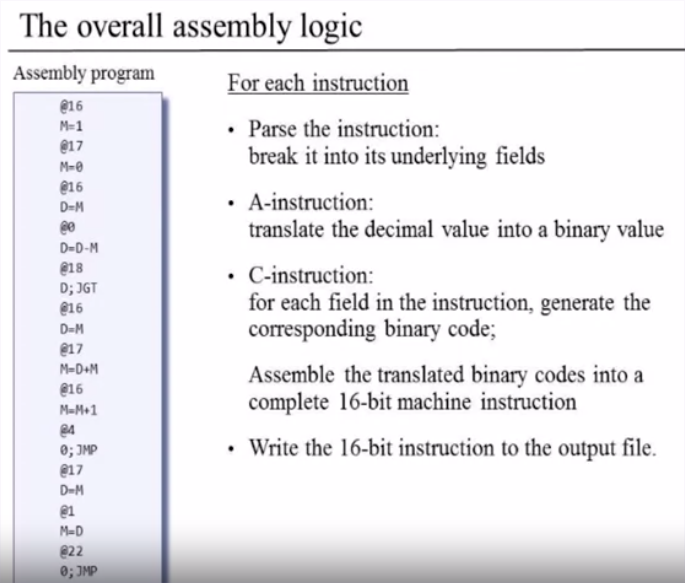 The overall assembly logic
Assembly program
@16
M=1
@17
M=0
@16
D=M
@0
D=D-M
@18
D;JGT
@16
D=M
@17
M=D+M
@16
M=M+1
@4
0;JMP
@17
D=M
@1
M=D
@22
0;JMP
For each instruction
• Parse the instruction:
break it into its underlying fields
• A-instruction:
translate the decimal value into a binary value
• C-instruction:
for each field in the instruction, generate the
corresponding binary code;
Assemble the translated binary codes into a
complete 16-bit machine instruction
• Write the 16-bit instruction to the output file.